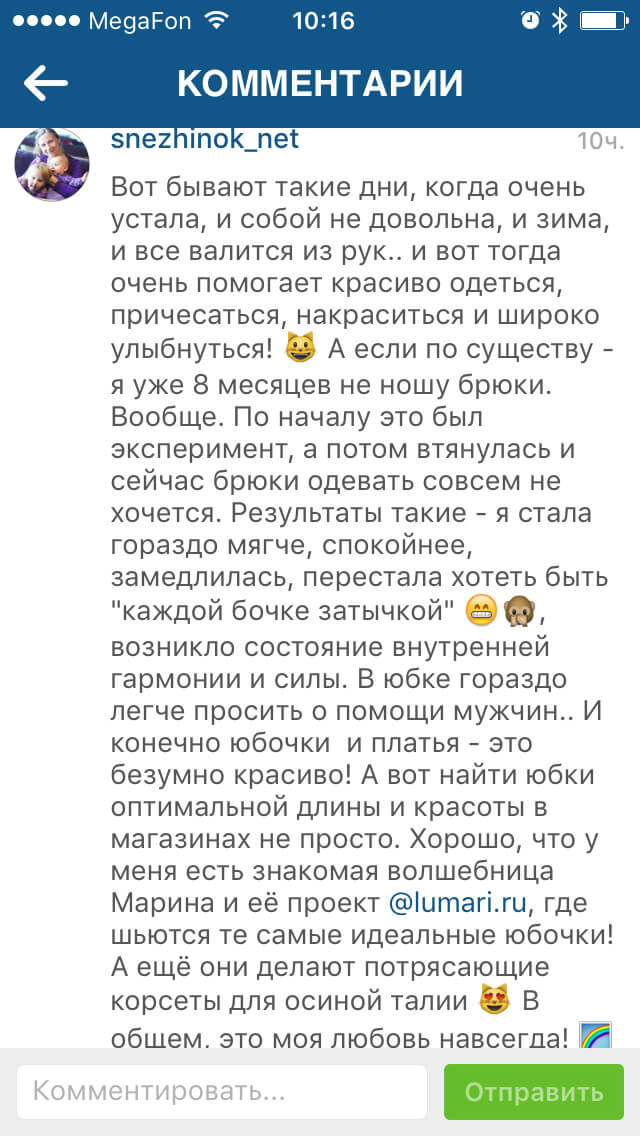 MegaFon 10:16
КОММЕНТАРИИ
snezhinok_net 10ч.
Вот бывают такие дни, когда очень
устала, и собой не довольна, и зима,
и все валится из рук.. и вот тогда
очень помогает красиво одеться,
причесаться, накраситься и широко
улыбнуться! 😺 А если по существу -
я уже 8 месяцев не ношу брюки.
Вообще. По началу это был
эксперимент, а потом втянулась и
сейчас брюки одевать совсем не
хочется. Результаты такие - я стала
гораздо мягче, спокойнее,
замедлилась, перестала хотеть быть
"каждой бочке затычкой" 😁🙊,
возникло состояние внутренней
гармонии и силы. В юбке гораздо
легче просить о помощи мужчин.. И
конечно юбочки  и платья - это
безумно красиво! А вот найти юбки
оптимальной длины и красоты в
магазинах не просто. Хорошо, что у
меня есть знакомая волшебница
Марина и её проект @lumari.ru, где
шьются те самые идеальные юбочки!
А ещё они делают потрясающие
корсеты для осиной талии 😻 В
общем, это моя любовь навсегда! 🌈
Комментировать... Отправить